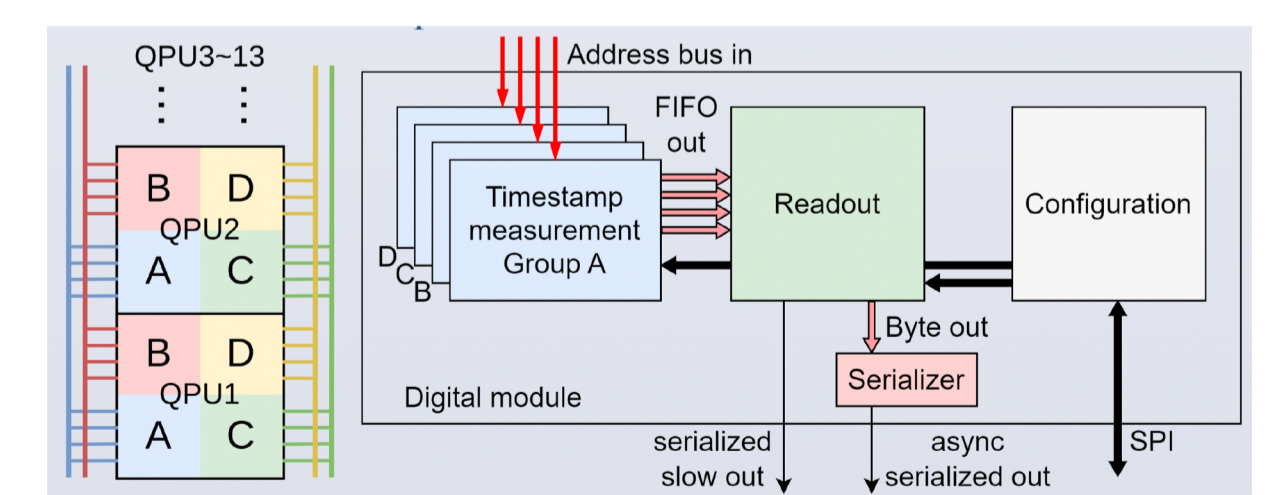 QPU3~13
B D
QPU2
A C
B D
QPU1
A C
Address bus in
FIFO
out
Timestamp
measurement
Group A
D
C
B
Readout
Configuration
Byte out
Serializer
Digital module
serialized
slow out
async
serialized out
SPI